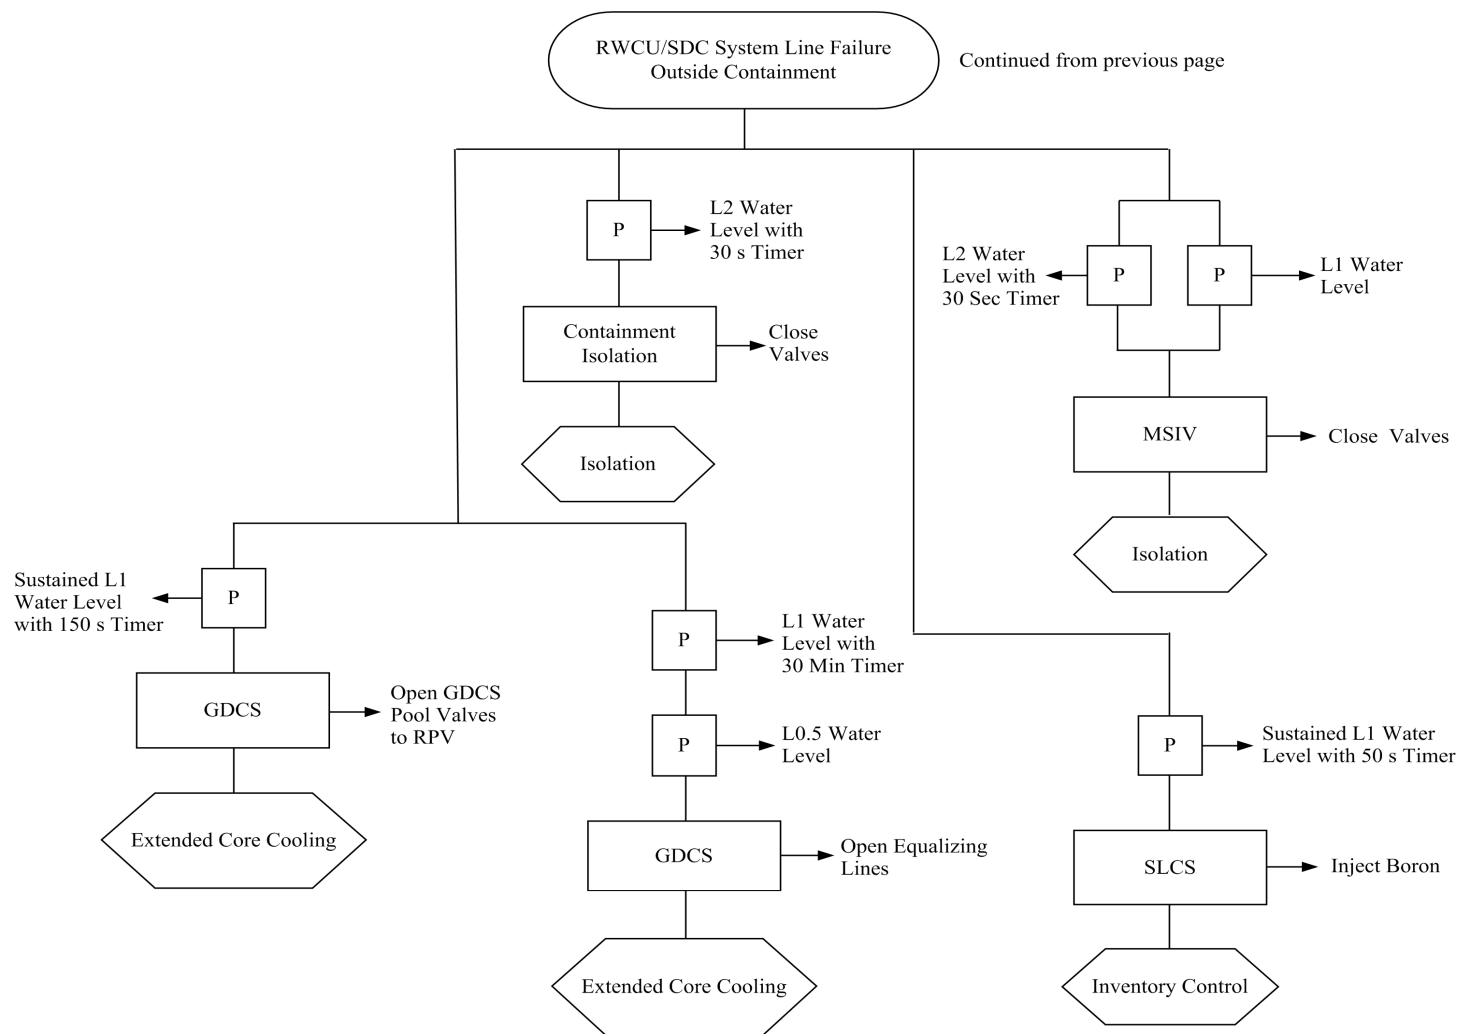 RWCU/SDC System Line Failure
Outside Containment
Continued from previous page
P
L2 Water
Level with
30 s Timer
Containment
Isolation
Close
Valves
Isolation
L2 Water
Level with
30 Sec Timer
P
P
L1 Water
Level
MSIV
Close Valves
Isolation
Sustained L1
Water Level
with 150 s Timer
P
GDCS
Open GDCS
Pool Valves
to RPV
Extended Core Cooling
P
L1 Water
Level with
30 Min Timer
P
L0.5 Water
Level
GDCS
Open Equalizing
Lines
Extended Core Cooling
P
Sustained L1 Water
Level with 50 s Timer
SLCS
Inject Boron
Inventory Control